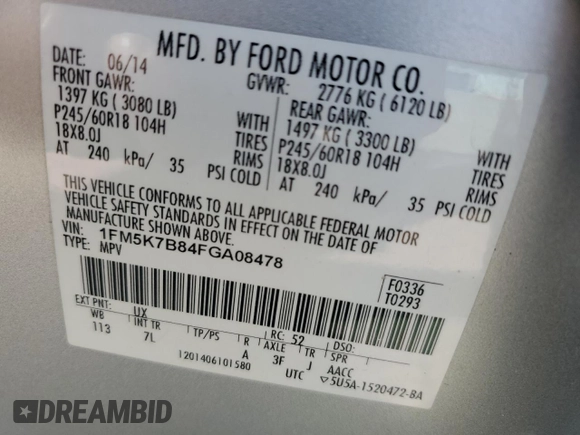 MFD. BY FORD MOTOR CO.
DATE: 06/14 GVWR: 2776 KG ( 6120 LB)
FRONT GAWR: REAR GAWR:
1397 KG ( 3080 LB) WITH 1497 KG ( 3300 LB) WITH
P245/60R18 104H TIRES P245/60R18 104H TIRES
18X8.0J RIMS 18X8.0J RIMS
AT 240 kPa/ 35 PSI COLD AT 240 kPa/ 35 PSI COLD
THIS VEHICLE CONFORMS TO ALL APPLICABLE FEDERAL MOTOR
VEHICLE SAFETY STANDARDS IN EFFECT ON THE DATE OF
MANUFACTURE SHOWN ABOVE.
VIN: 1FM5K7B84FGA08478
TYPE: MPV
F0336
T0293
EXT PNT: UX RC: 52 DSO:
WB INT TR TP/PS R AXLE TR SPR
113 7L A 3F J AACC
1201406101580 UTC ▽5U5A-1520472-BA
DREAMBID